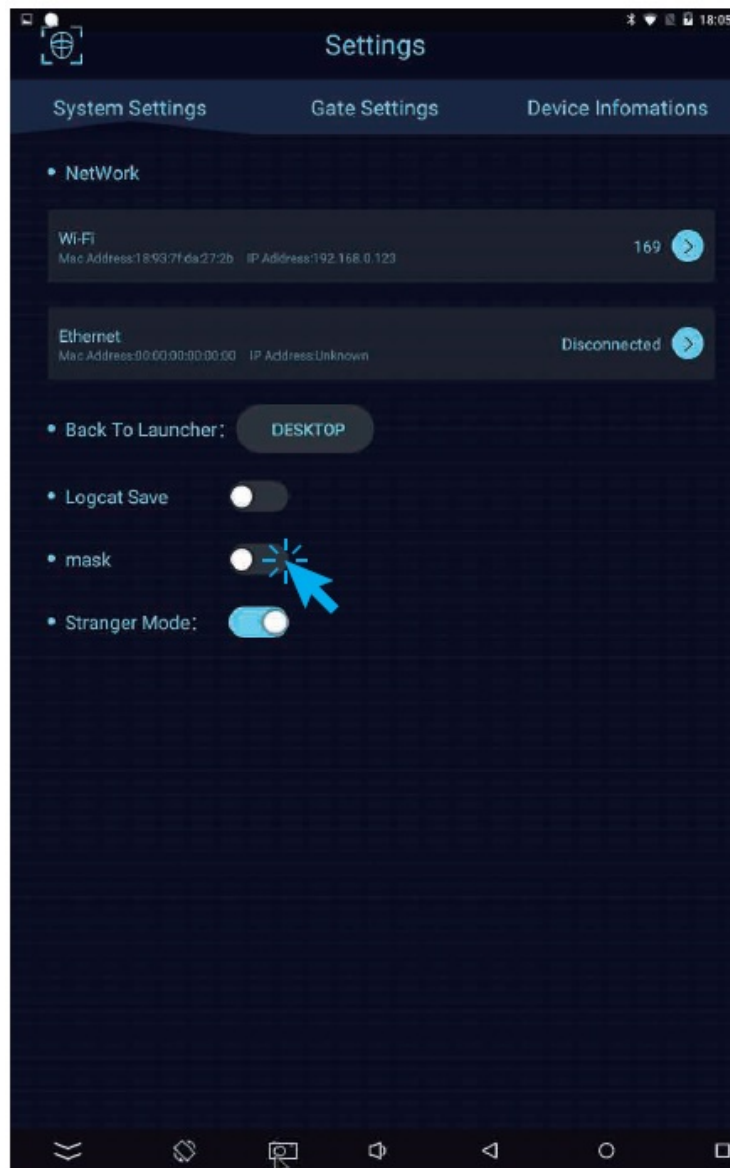 18:05
Settings
System Settings
Gate Settings
Device Infomations
• NetWork
Wi-Fi
169
Mac Address:18:93:7f:da:27:2b IP Address:192.168.0.123
Ethernet
Disconnected
Mac Address:00:00:00:00:00:00 IP Address:Unknown
• Back To Launcher: DESKTOP
• Logcat Save
• mask
• Stranger Mode: